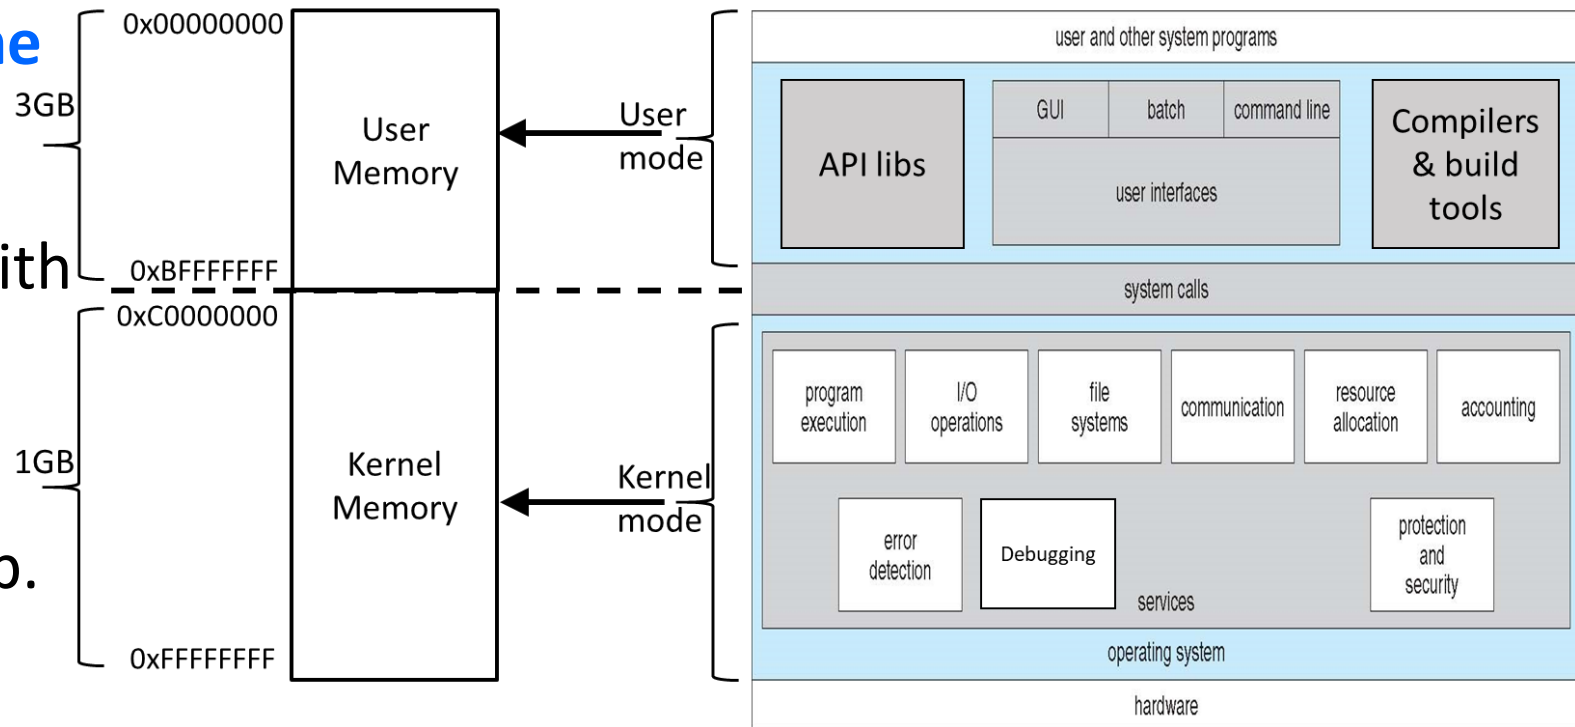 ne
3GB
ith
1GB
o.
0x00000000
0xBFFFFFFF
0xC0000000
0xFFFFFFFF
User
Memory
Kernel
Memory
User
mode
Kernel
mode
user and other system programs
API libs
GUI
batch
command line
user interfaces
Compilers
& build
tools
system calls
program
execution
I/O
operations
file
systems
communication
resource
allocation
accounting
error
detection
Debugging
protection
and
security
services
operating system
hardware